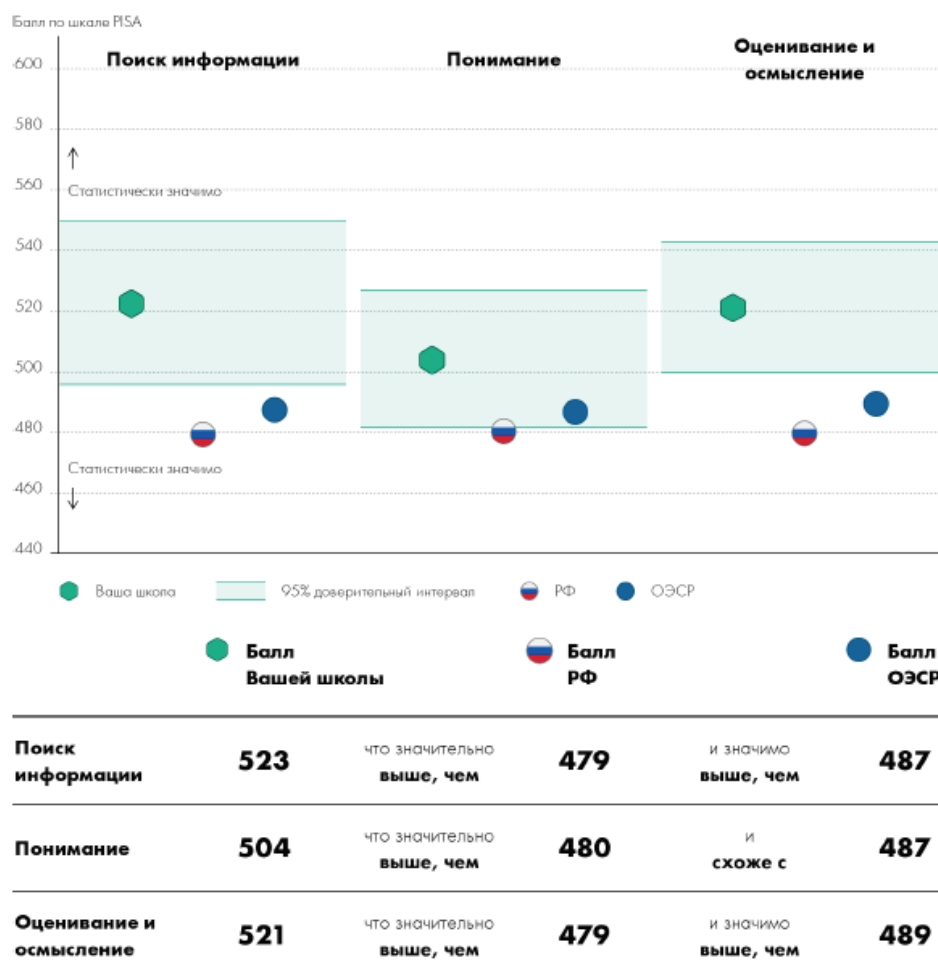 Балл по шкале PISA
Поиск информации
Понимание
Оценивание и
осмысление
600
580
560
Статистически значимо
540
520
500
480
Статистически значимо
460
440
Ваша школа
95% доверительный интервал
РФ
ОЭСР
Балл
Вашей школы
Балл
РФ
Балл
ОЭСР
Поиск
информации
523
что значительно
выше, чем
479
и значимо
выше, чем
487
Понимание
504
что значительно
выше, чем
480
и
схоже с
487
Оценивание и
осмысление
521
что значительно
выше, чем
479
и значимо
выше, чем
489